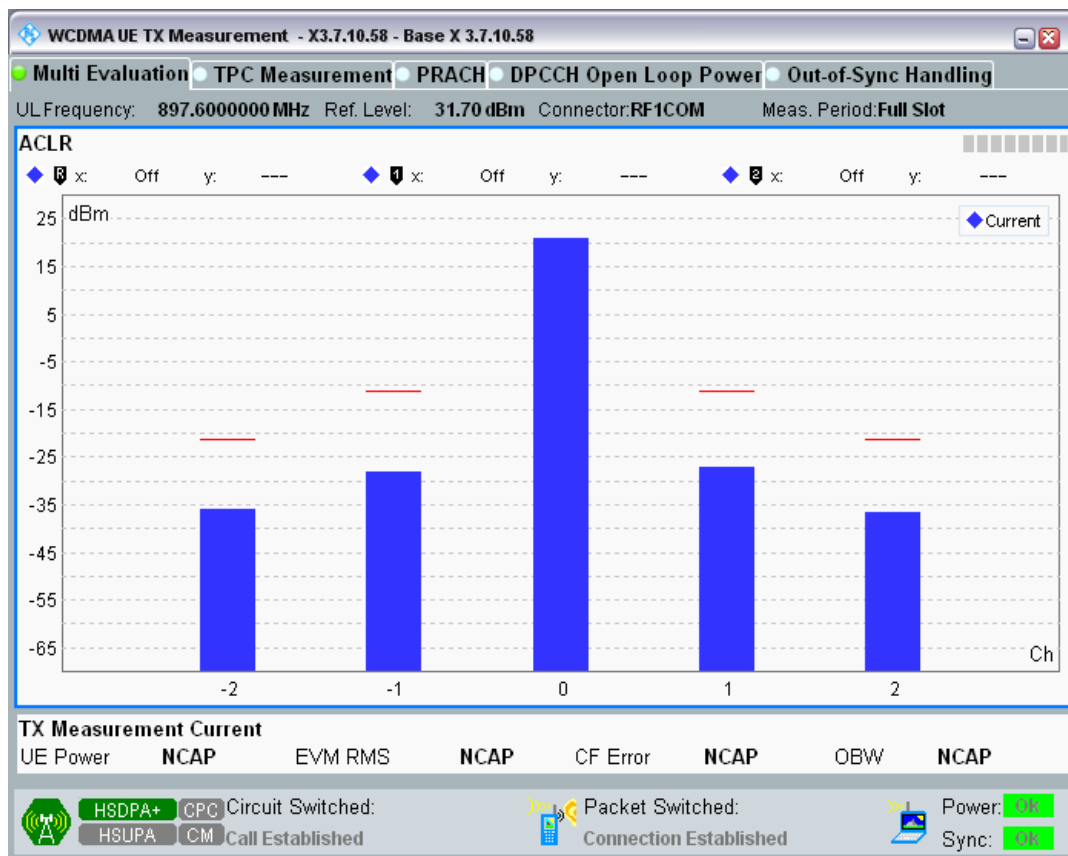 WCDMA UE TX Measurement - X3.7.10.58 - Base X 3.7.10.58
Multi Evaluation TPC Measurement PRACH DPCCH Open Loop Power Out-of-Sync Handling
UL Frequency: 897.6000000 MHz Ref. Level: 31.70 dBm Connector:RF1COM Meas. Period:Full Slot
ACLR
R x: Off y: --- 1 x: Off y: --- 2 x: Off y: ---
25 dBm Current
15
5
-5
-15
-25
-35
-45
-55
-65 Ch
-2 -1 0 1 2
TX Measurement Current
UE Power NCAP EVM RMS NCAP CF Error NCAP OBW NCAP
HSDPA+ CPC Circuit Switched: Packet Switched: Power: OK
HSUPA CM Call Established Connection Established Sync: OK